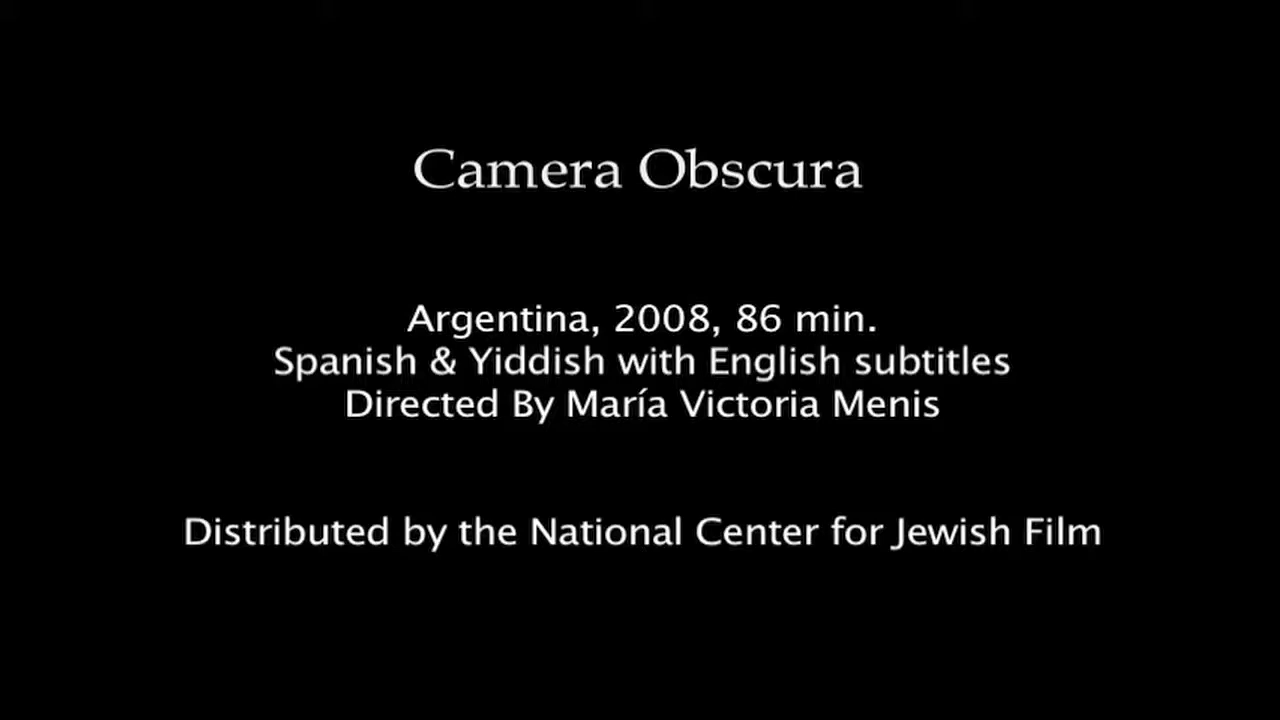 Camera Obscura
Argentina, 2008, 86 min.
Spanish & Yiddish with English subtitles
Directed By María Victoria Menis
Distributed by the National Center for Jewish Film